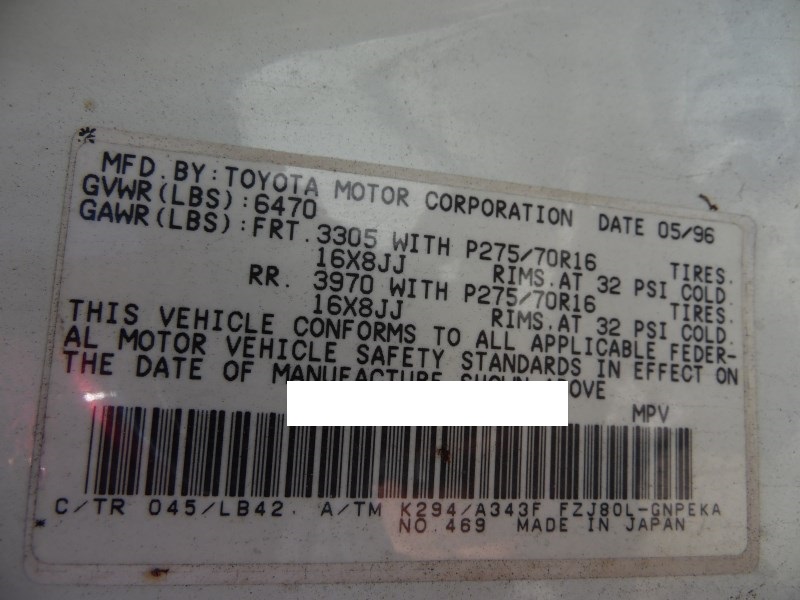 MFD. BY: TOYOTA MOTOR CORPORATION DATE 05/96
GVWR(LBS):6470
GAWR(LBS):FRT. 3305 WITH P275/70R16 TIRES.
16X8JJ RIMS.AT 32 PSI COLD.
RR. 3970 WITH P275/70R16 TIRES.
16X8JJ RIMS.AT 32 PSI COLD.
THIS VEHICLE CONFORMS TO ALL APPLICABLE FEDER-
AL MOTOR VEHICLE SAFETY STANDARDS IN EFFECT ON
THE DATE OF MANUFACTURE SHOWN ABOVE
MPV
C/TR 045/LB42. A/TM K294/A343F FZJ80L-GNPEKA
NO.469 MADE IN JAPAN